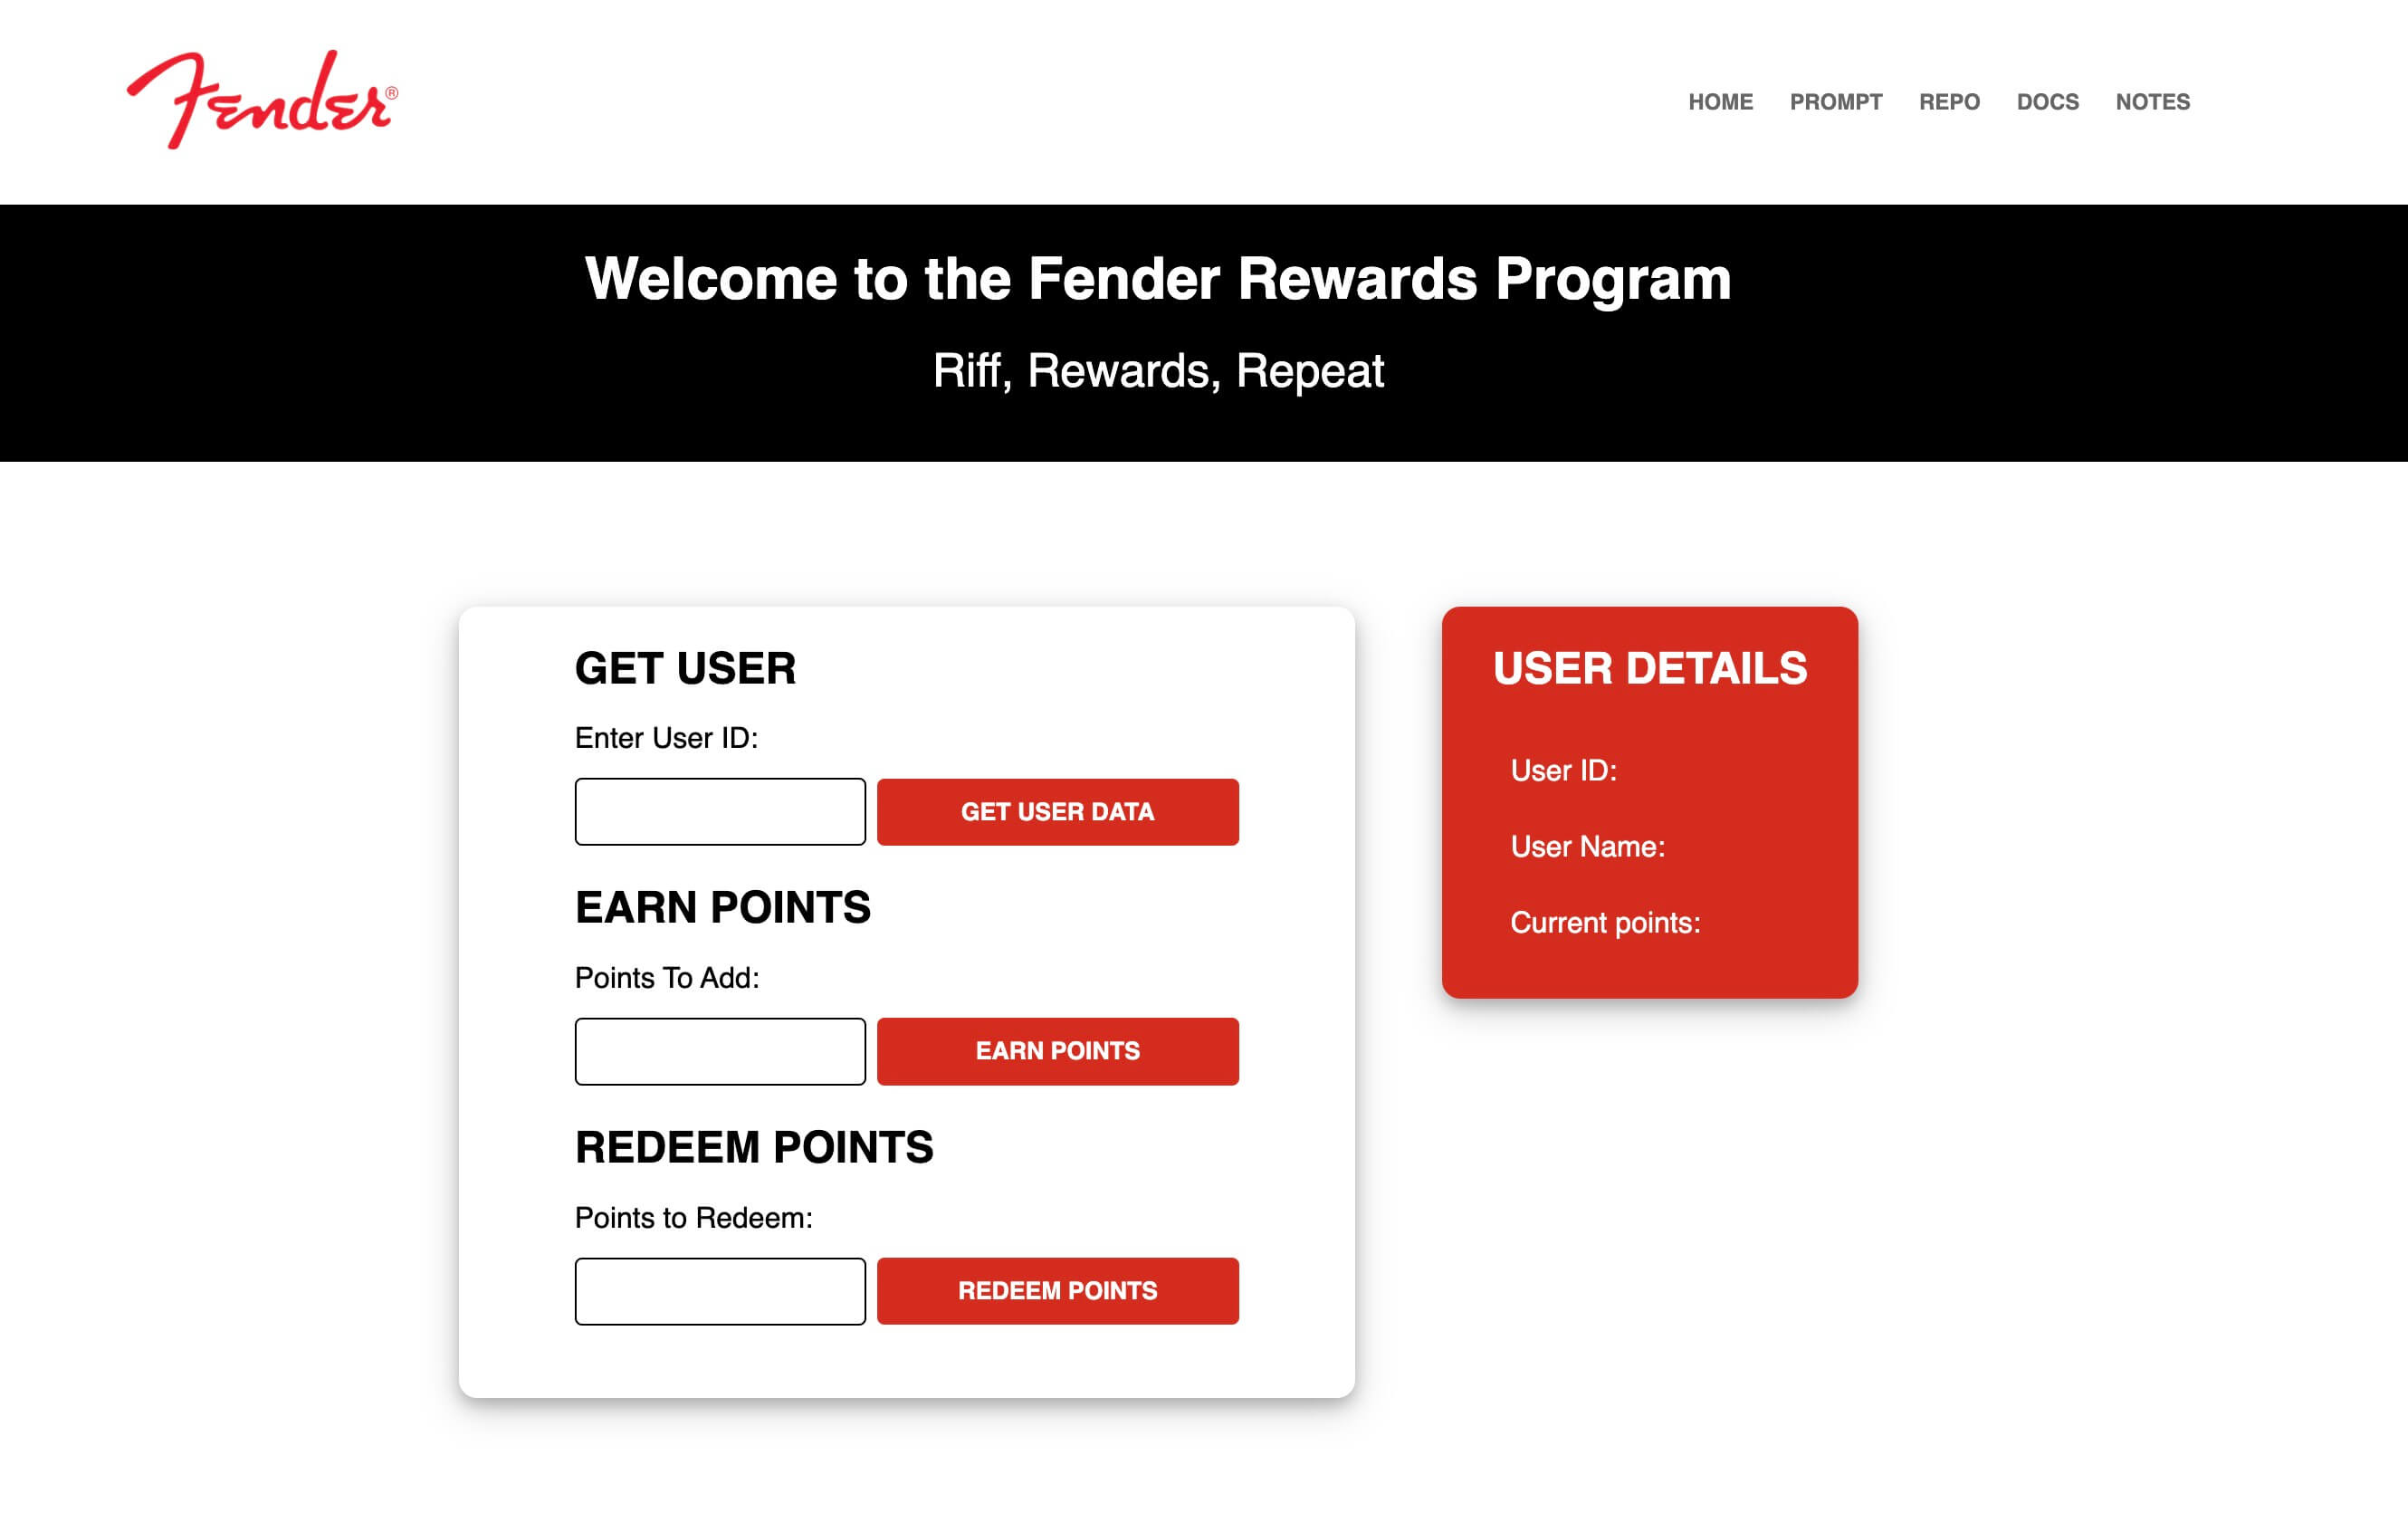 Fender®
HOME PROMPT REPO DOCS NOTES
Welcome to the Fender Rewards Program
Riff, Rewards, Repeat
GET USER
Enter User ID:
GET USER DATA
EARN POINTS
Points To Add:
EARN POINTS
REDEEM POINTS
Points to Redeem:
REDEEM POINTS
USER DETAILS
User ID:
User Name:
Current points: